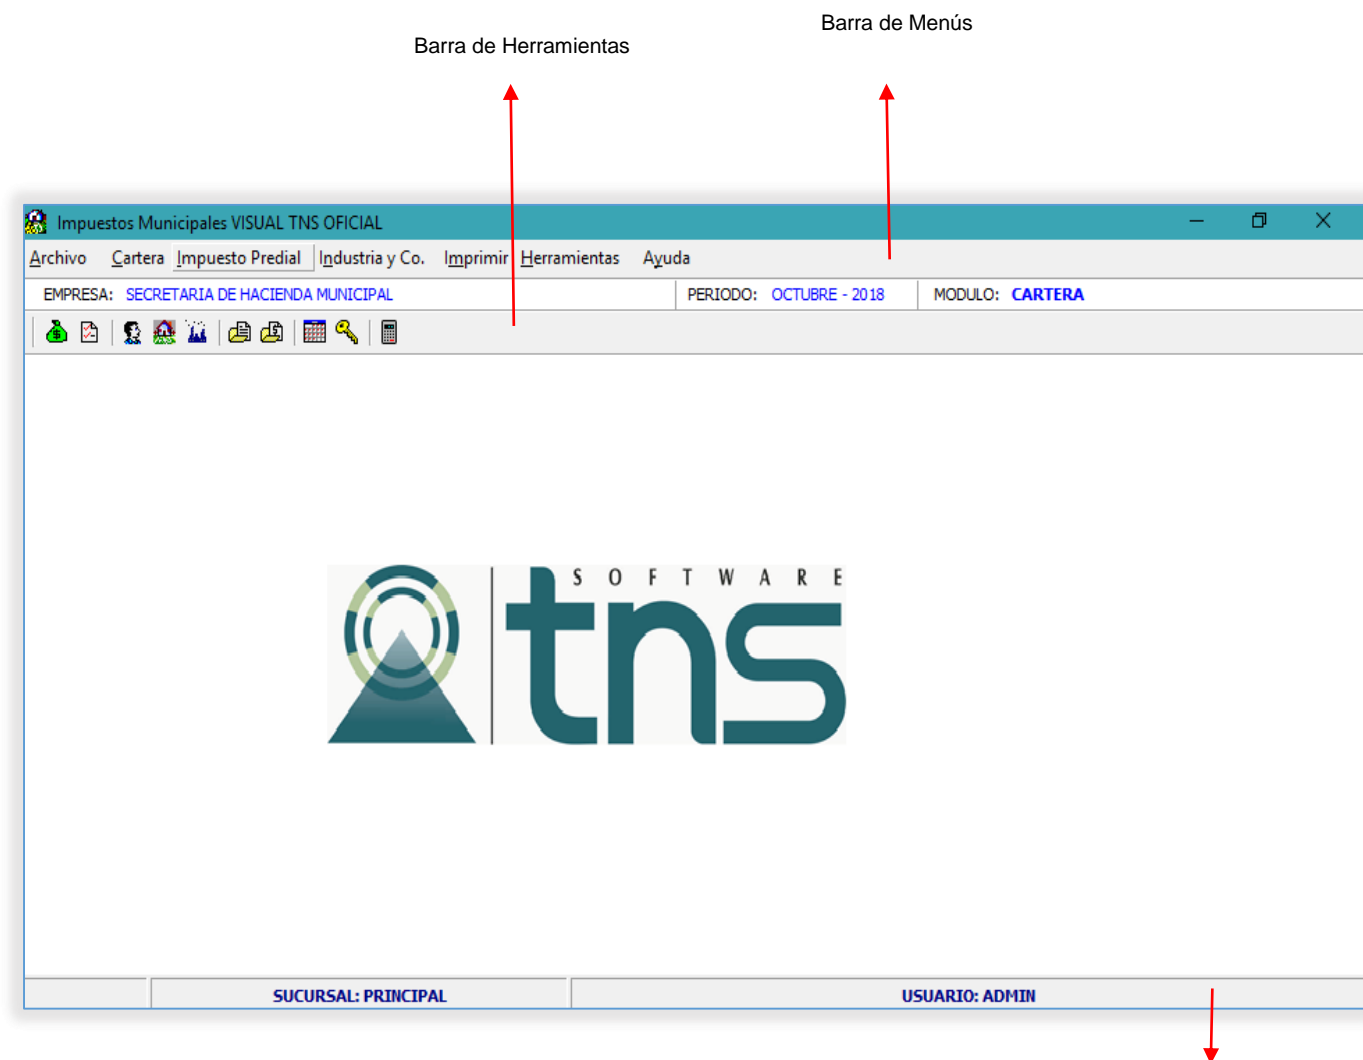 Barra de Menús
Barra de Herramientas
Impuestos Municipales VISUAL TNS OFICIAL
Archivo Cartera Impuesto Predial Industria y Co. Imprimir Herramientas Ayuda
EMPRESA: SECRETARIA DE HACIENDA MUNICIPAL PERIODO: OCTUBRE - 2018 MODULO: CARTERA
SOFTWARE
tns
SUCURSAL: PRINCIPAL USUARIO: ADMIN